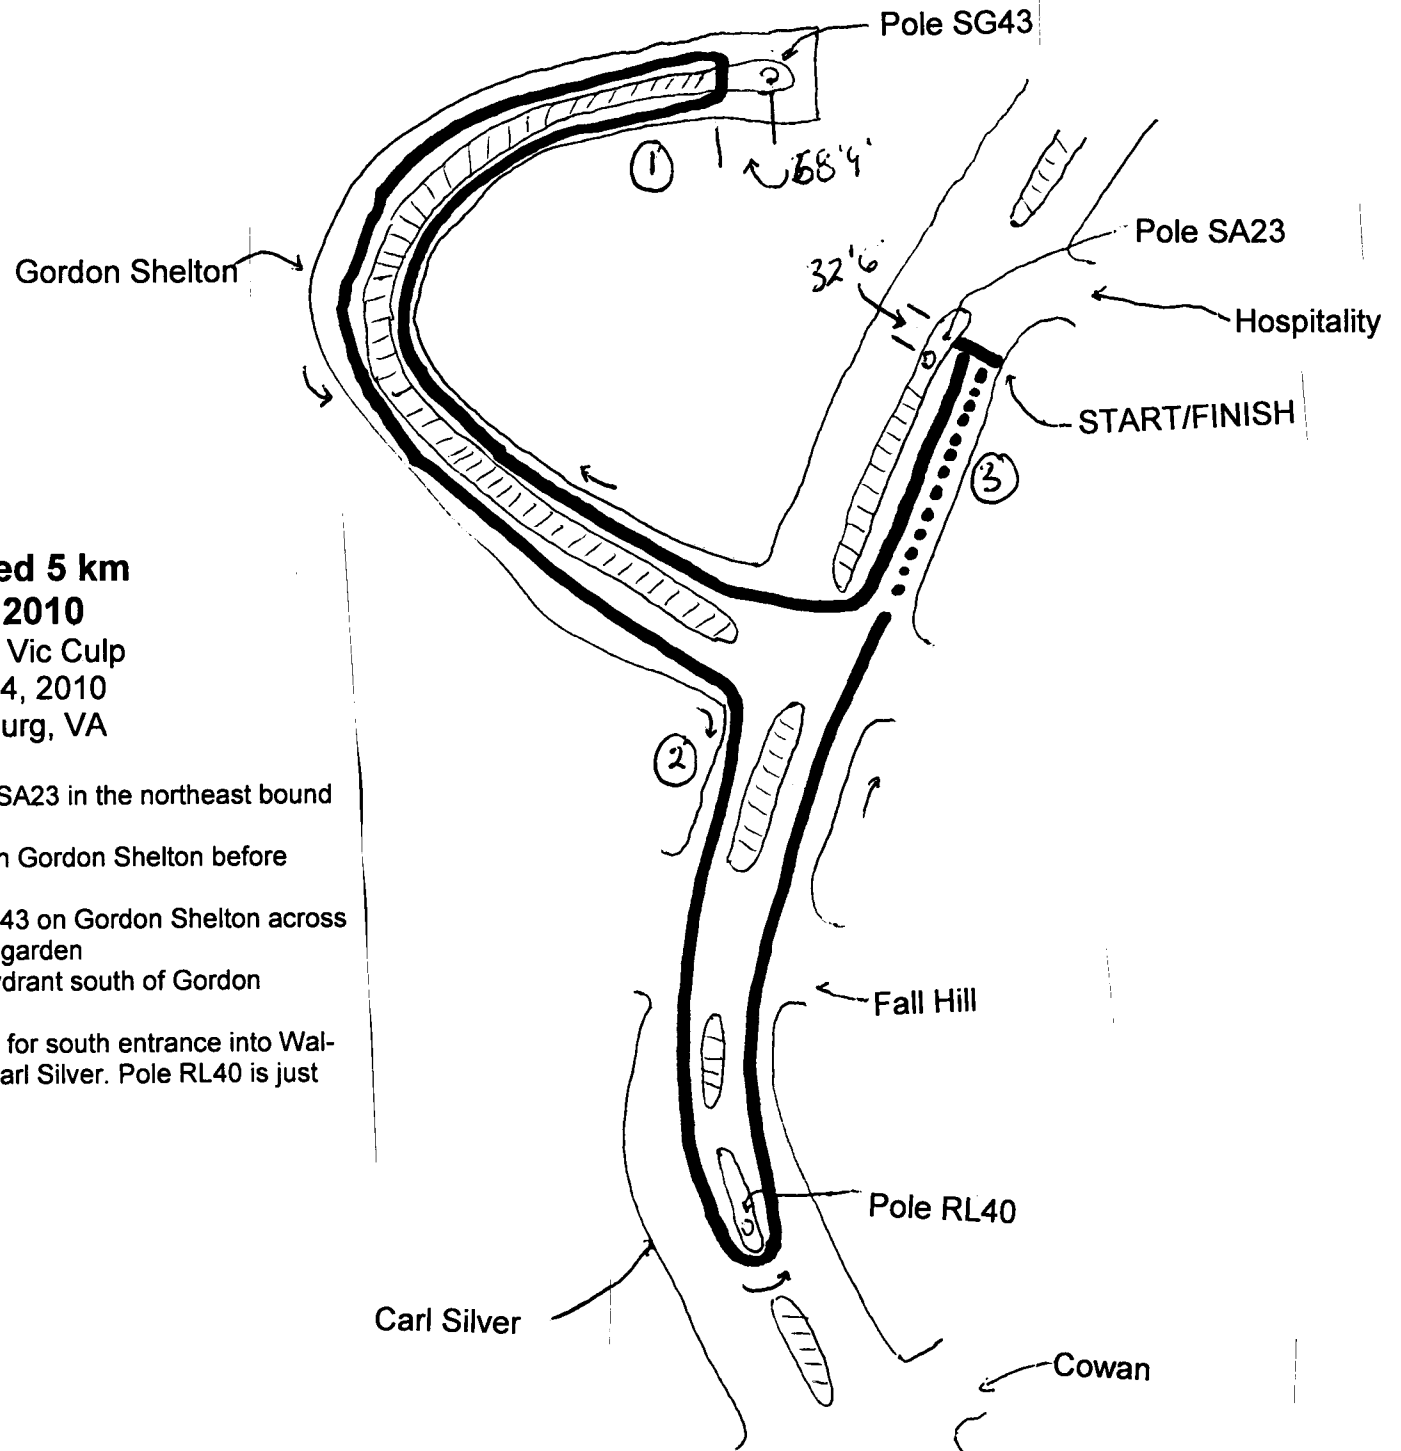 Pole SG43
1
68'4"
Pole SA23
Gordon Shelton
32'6
Hospitality
START/FINISH
3
ed 5 km
2010
Vic Culp
4, 2010
urg, VA
2
SA23 in the northeast bound
n Gordon Shelton before
43 on Gordon Shelton across
garden
drant south of Gordon
Fall Hill
for south entrance into Wal-
arl Silver. Pole RL40 is just
Pole RL40
Carl Silver
Cowan